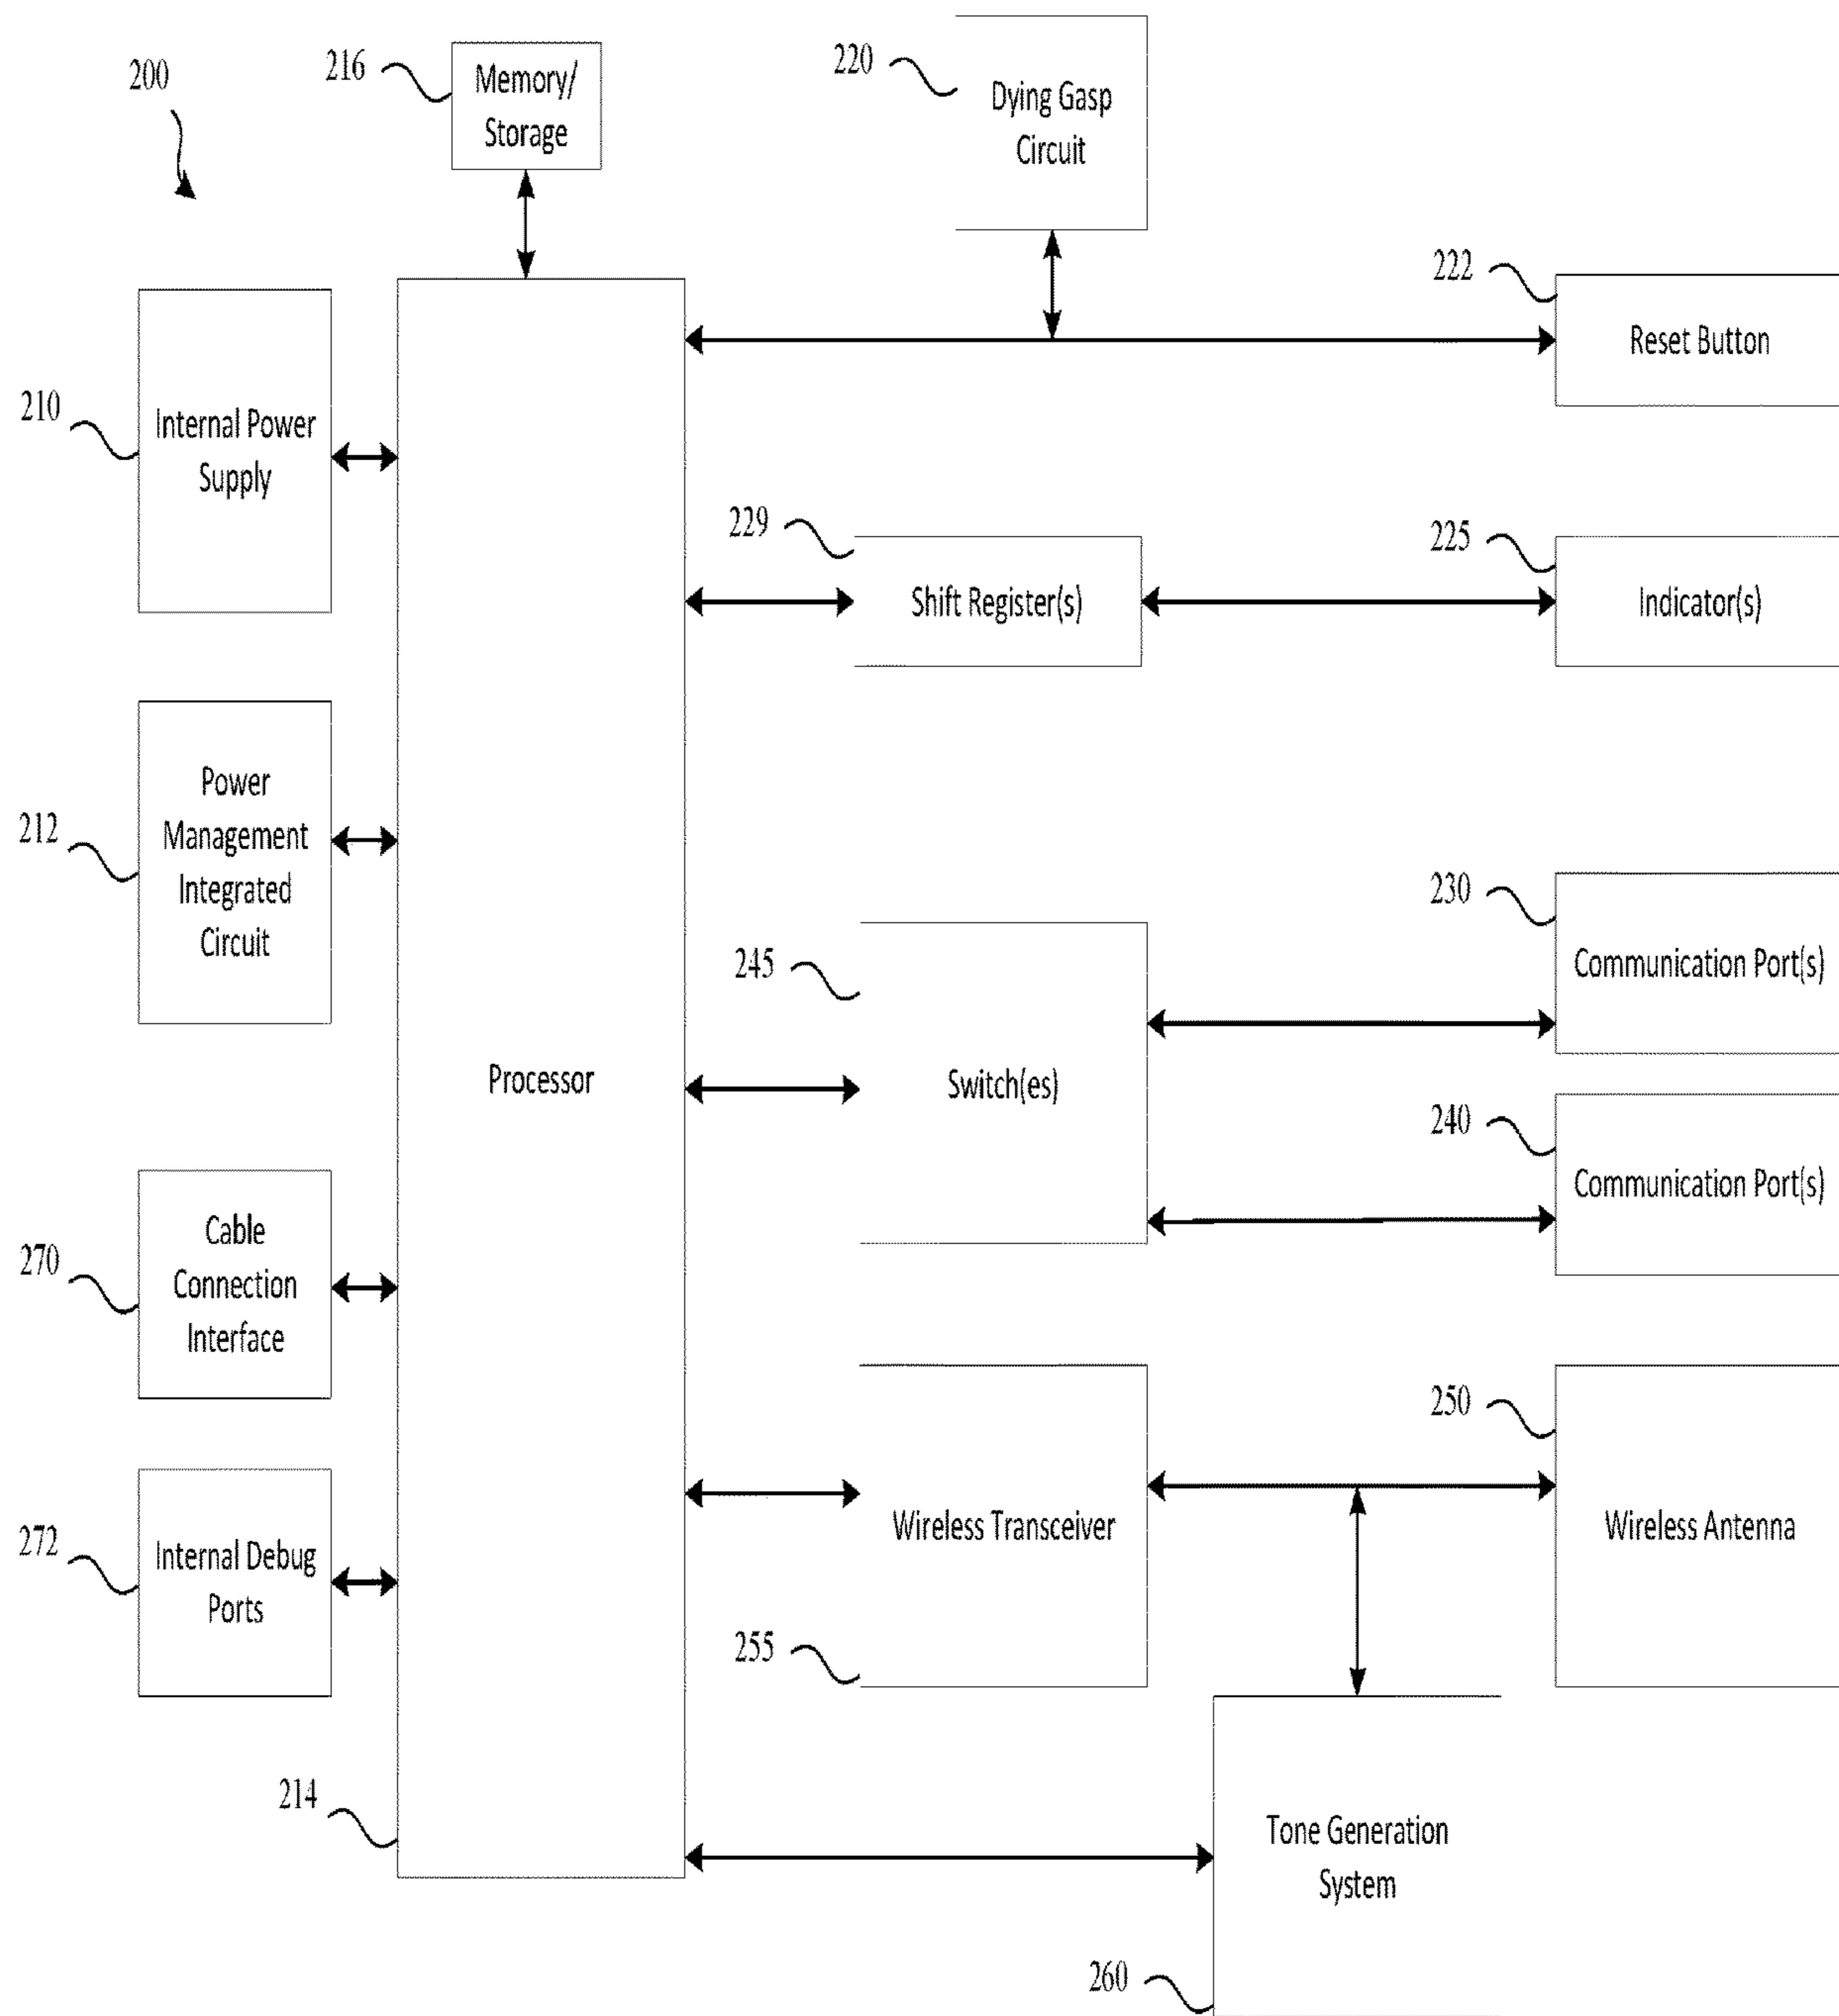 200
216
Memory/
Storage
220
Dying Gasp
Circuit
222
Reset Button
210
Internal Power
Supply
229
Shift Register(s)
225
Indicator(s)
212
Power
Management
Integrated
Circuit
230
Communication Port(s)
245
Switch(es)
Processor
240
Communication Port(s)
270
Cable
Connection
Interface
250
Wireless Transceiver
Wireless Antenna
272
Internal Debug
Ports
255
214
Tone Generation
System
260